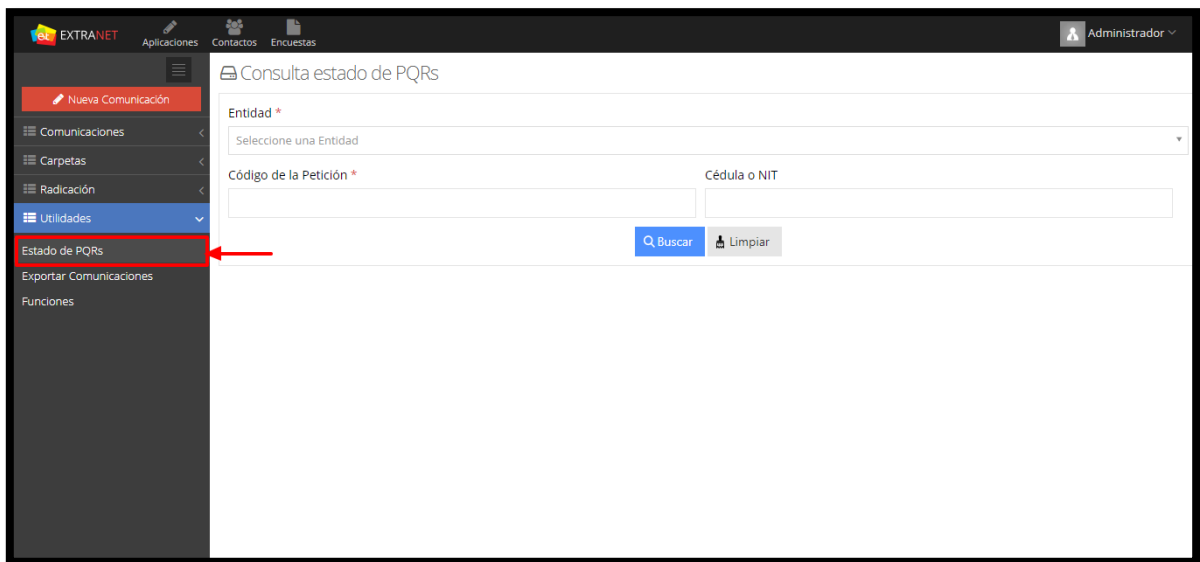 et EXTRANET
Aplicaciones
Contactos
Encuestas
Administrador
Nueva Comunicación
Comunicaciones
Carpetas
Radicación
Utilidades
Estado de PQRs
Exportar Comunicaciones
Funciones
Consulta estado de PQRs
Entidad *
Seleccione una Entidad
Código de la Petición *
Cédula o NIT
Buscar
Limpiar